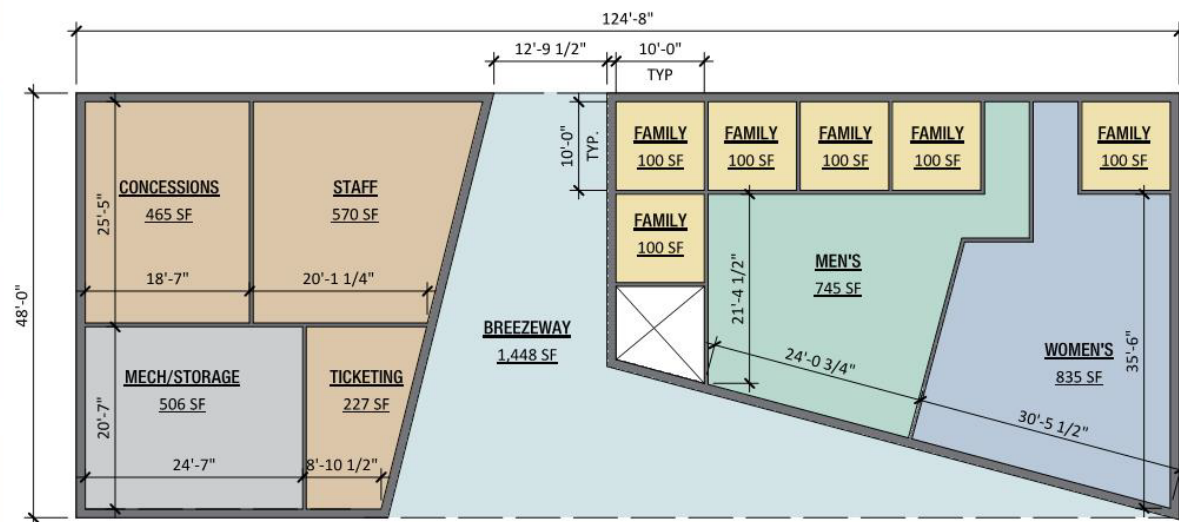 124'-8"
12'-9 1/2"
10'-0"
TYP
48'-0"
25'-5"
CONCESSIONS
465 SF
STAFF
570 SF
18'-7"
20'-1 1/4"
10'-0"
TYP.
FAMILY
100 SF
FAMILY
100 SF
FAMILY
100 SF
FAMILY
100 SF
FAMILY
100 SF
FAMILY
100 SF
MEN'S
745 SF
21'-4 1/2"
24'-0 3/4"
BREEZEWAY
1,448 SF
WOMEN'S
835 SF
35'-6"
30'-5 1/2"
MECH/STORAGE
506 SF
TICKETING
227 SF
20'-7"
24'-7"
8'-10 1/2"